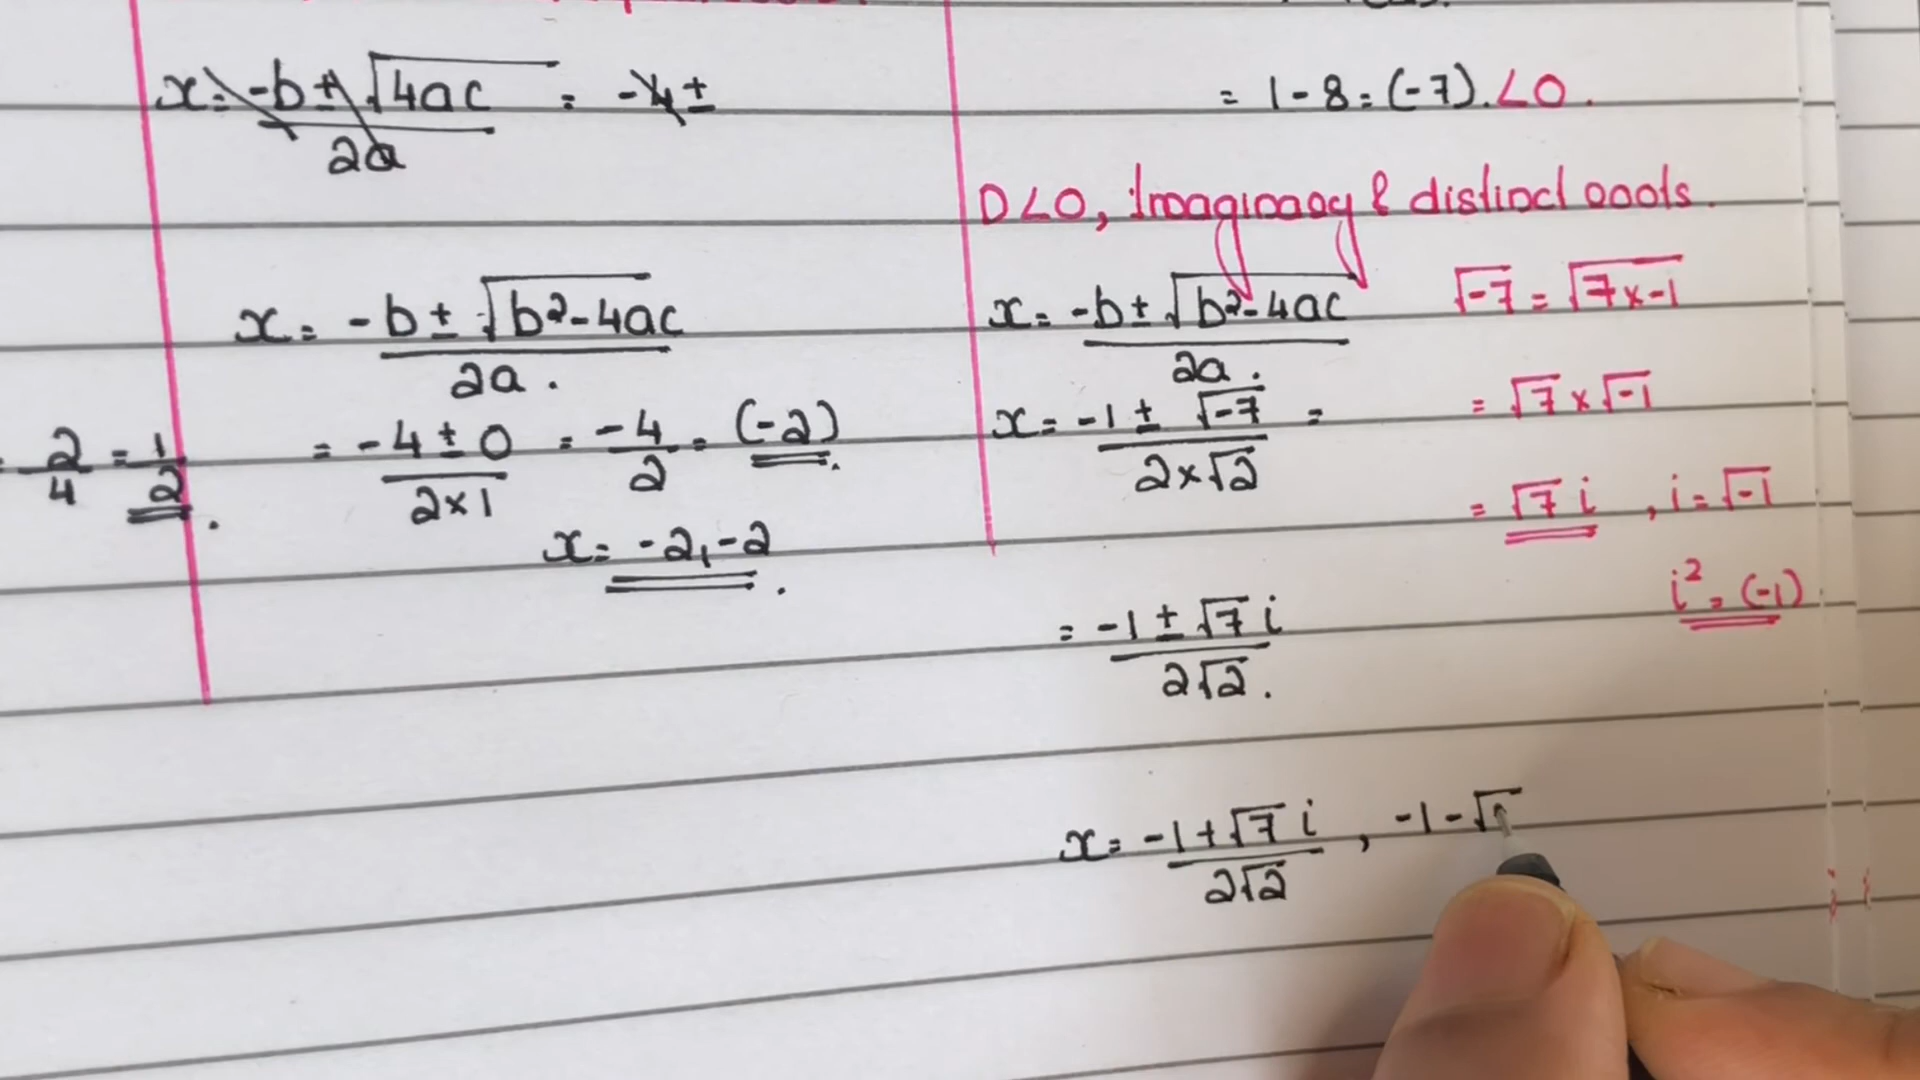 x = -b ± √4ac / 2a = -4 ±
x = -b ± √b²-4ac / 2a .
= 2/4 = 1/2 .
= -4 ± 0 / 2×1 = -4/2 = (-2) .
x = -2, -2 .
= 1 - 8 = (-7) . <0 .
D<0, Imaginary & distinct roots .
x = -b ± √b²-4ac / 2a .
x = -1 ± √-7 / 2×√2 =
= -1 ± √7 i / 2√2 .
x = -1+√7 i / 2√2 , -1-√
√-7 = √7×-1
= √7 × √-1
= √7 i , i = √-1
i² = (-1)